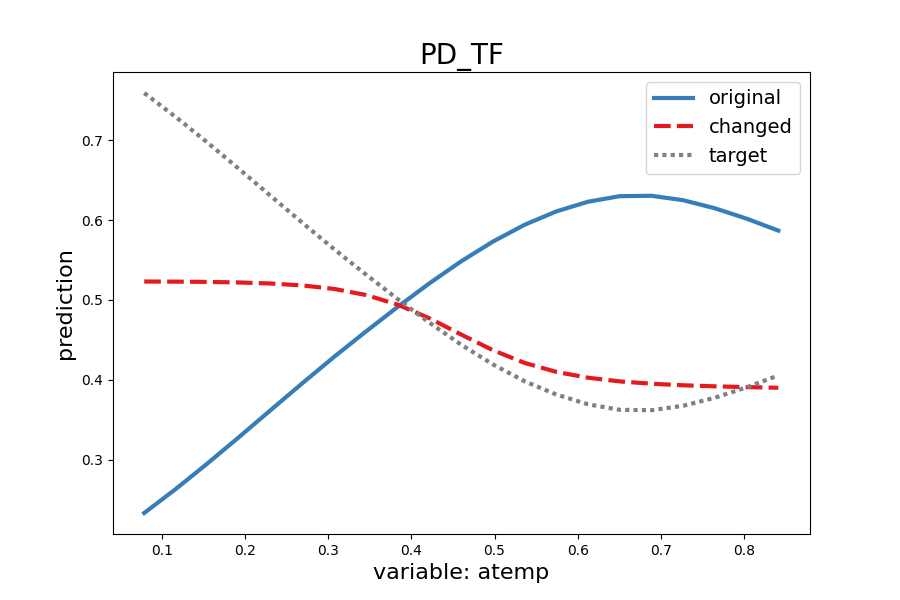 PD_TF
original
changed
target
prediction
0.7
0.6
0.5
0.4
0.3
0.1 0.2 0.3 0.4 0.5 0.6 0.7 0.8
variable: atemp